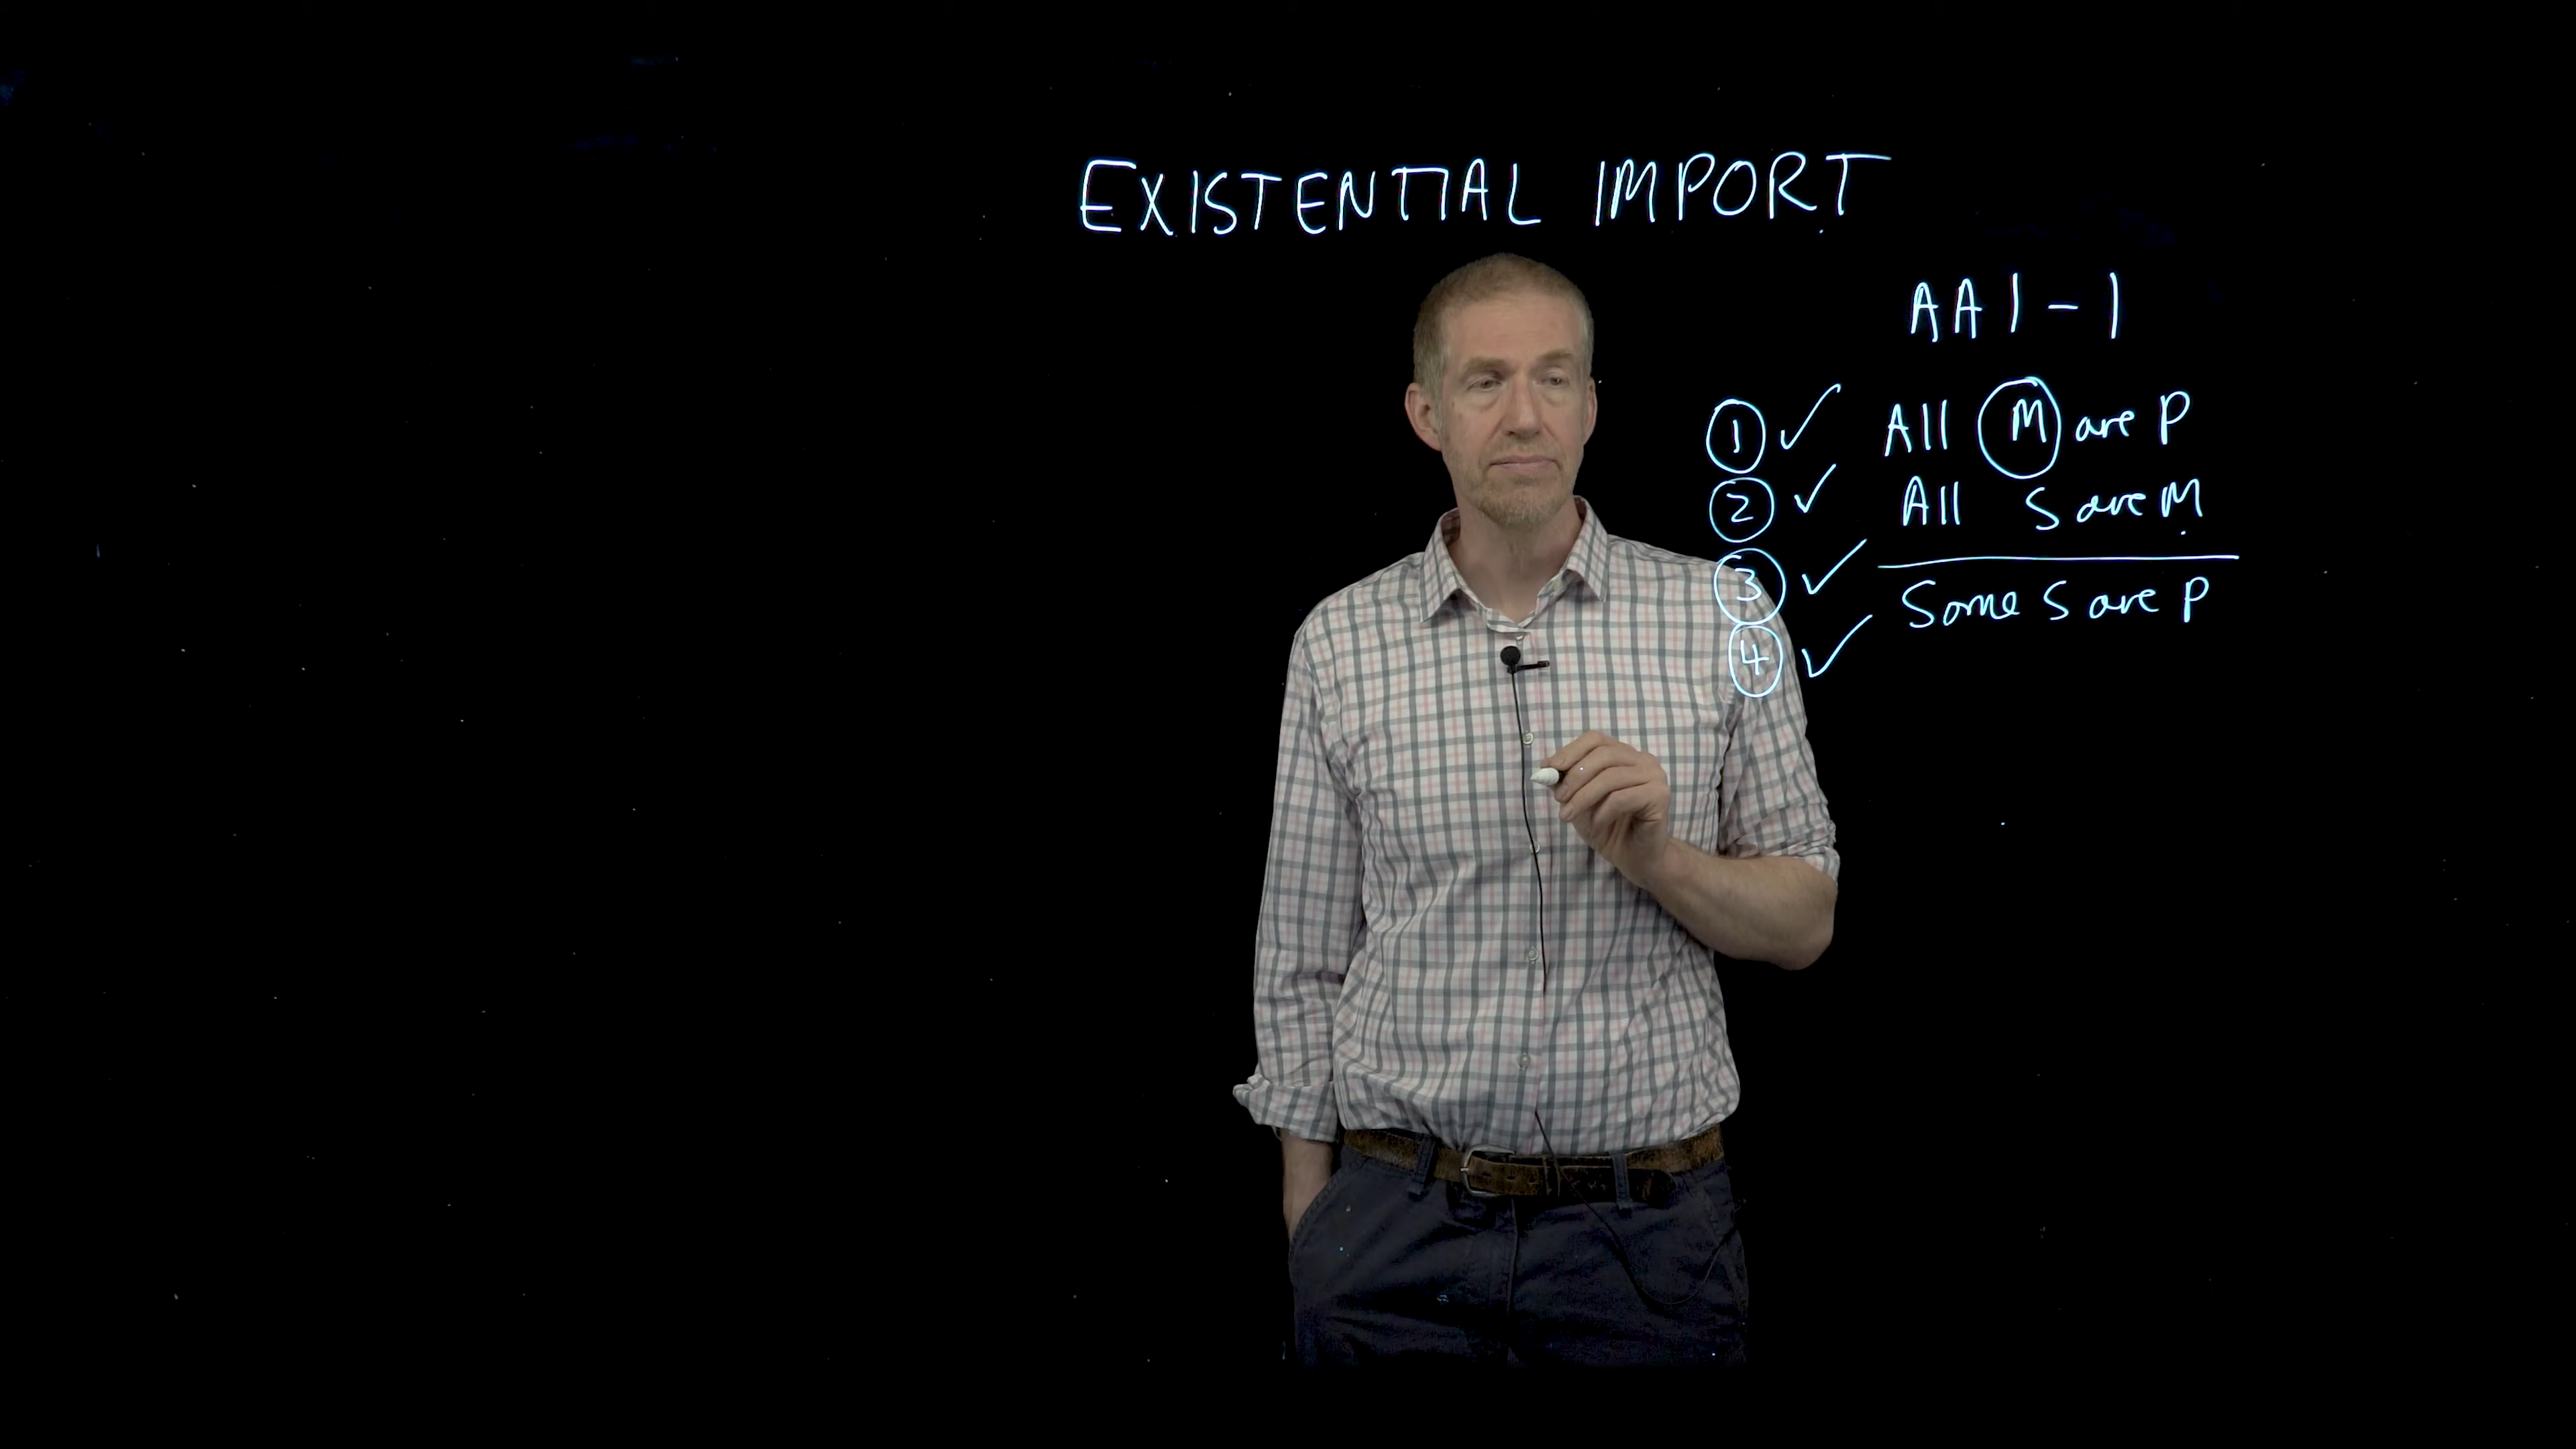 EXISTENTIAL IMPORT
AAI-1
① ✓ All M are P
② ✓ All S are M
③ ✓ Some S are P
④ ✓